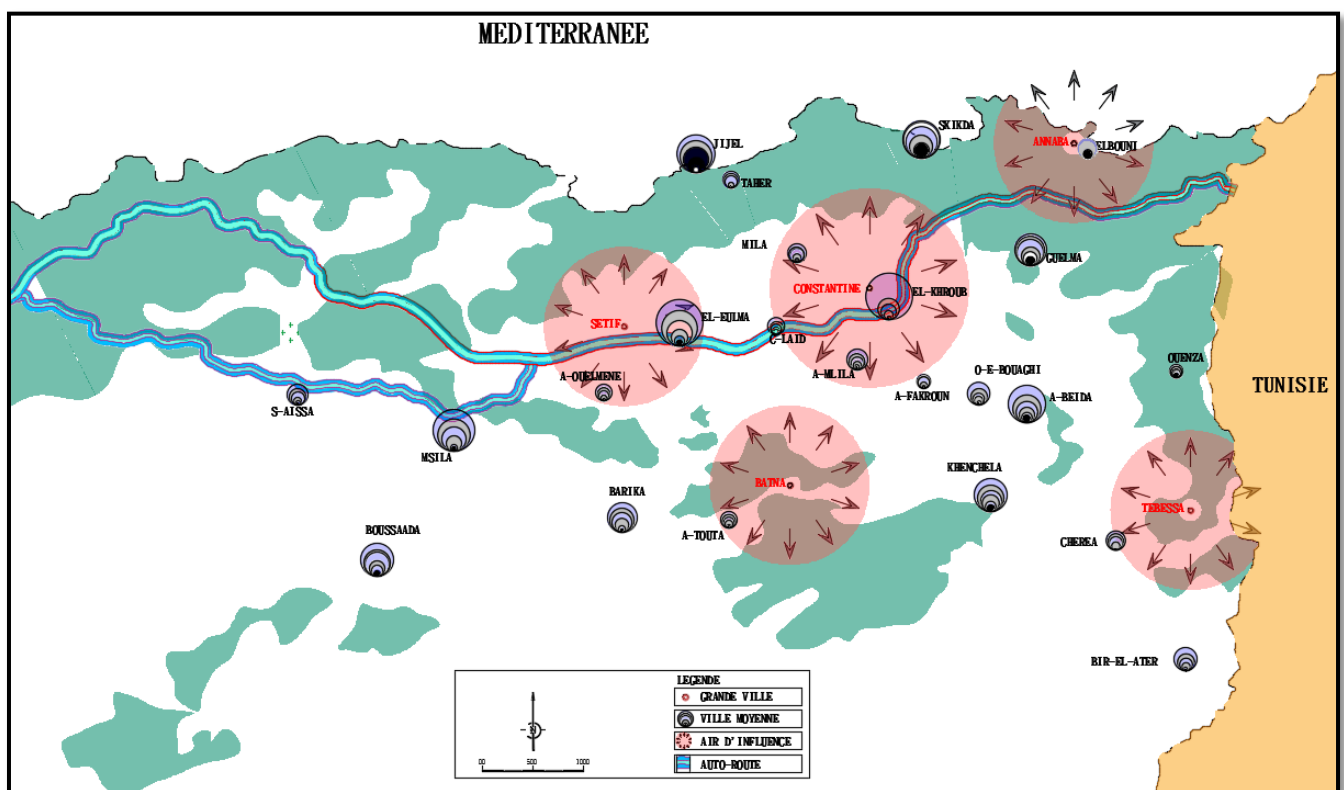 MEDITERRANEE
SKIKDA
JIJEL
ANNABA
ELBOUNI
TAHER
MILA
GUELMA
CONSTANTINE
EL-KHROUB
SETIF
EL-EULMA
C-LAID
OUENZA
A-MLILA
O-E-BOUAGHI
A-OUELMENE
A-FAKROUN
TUNISIE
A-BEIDA
S-AISSA
MSILA
KHENCHELA
BATNA
BARIKA
TEBESSA
BOUSSAADA
A-TOUTA
CHEREA
BIR-EL-ATER
LEGENDE
GRANDE VILLE
VILLE MOYENNE
AIR D'INFLUENCE
AUTO-ROUTE
00 500 1000